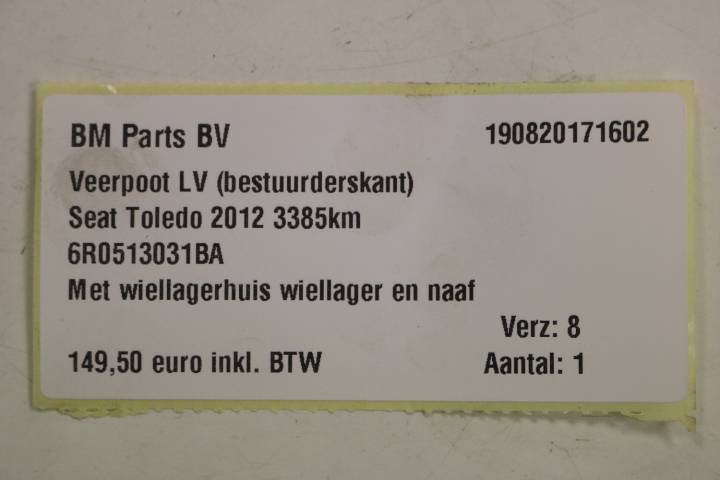 BM Parts BV 190820171602
Veerpoot LV (bestuurderskant)
Seat Toledo 2012 3385km
6R0513031BA
Met wiellagerhuis wiellager en naaf
Verz: 8
149,50 euro inkl. BTW Aantal: 1